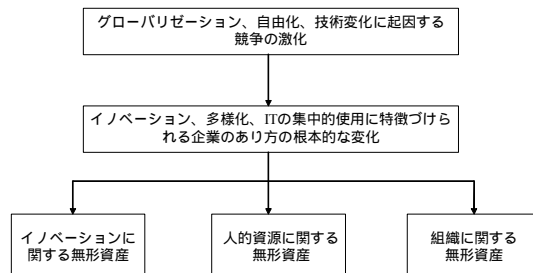 グローバリゼーション、自由化、技術変化に起因する
競争の激化
イノベーション、多様化、ITの集中的使用に特徴づけら
れる企業のあり方の根本的な変化
イノベーションに
関する無形資産
人的資源に関する
無形資産
組織に関する
無形資産